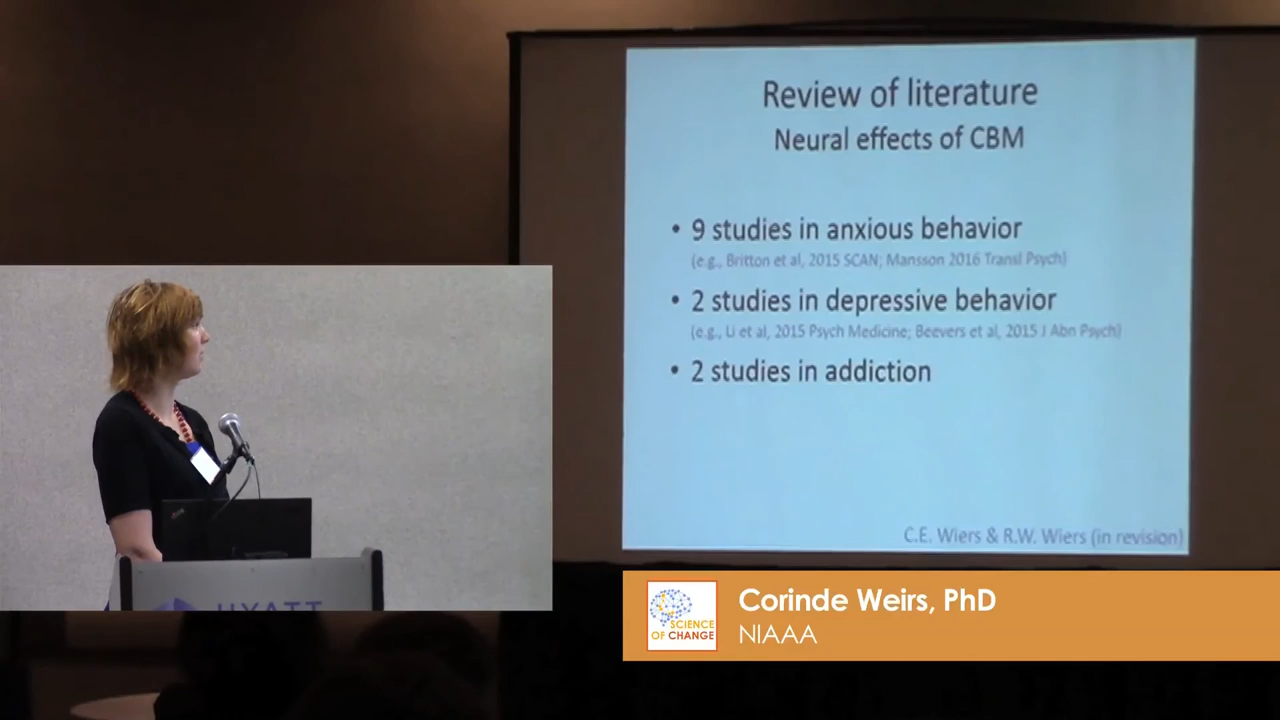 Review of literature
Neural effects of CBM
• 9 studies in anxious behavior
(e.g., Britton et al, 2015 SCAN; Mansson 2016 Transl Psych)
• 2 studies in depressive behavior
(e.g., Li et al, 2015 Psych Medicine; Beevers et al, 2015 J Abn Psych)
• 2 studies in addiction
C.E. Wiers & R.W. Wiers (in revision)
HYATT
SCIENCE
OF CHANGE
Corinde Weirs, PhD
NIAAA